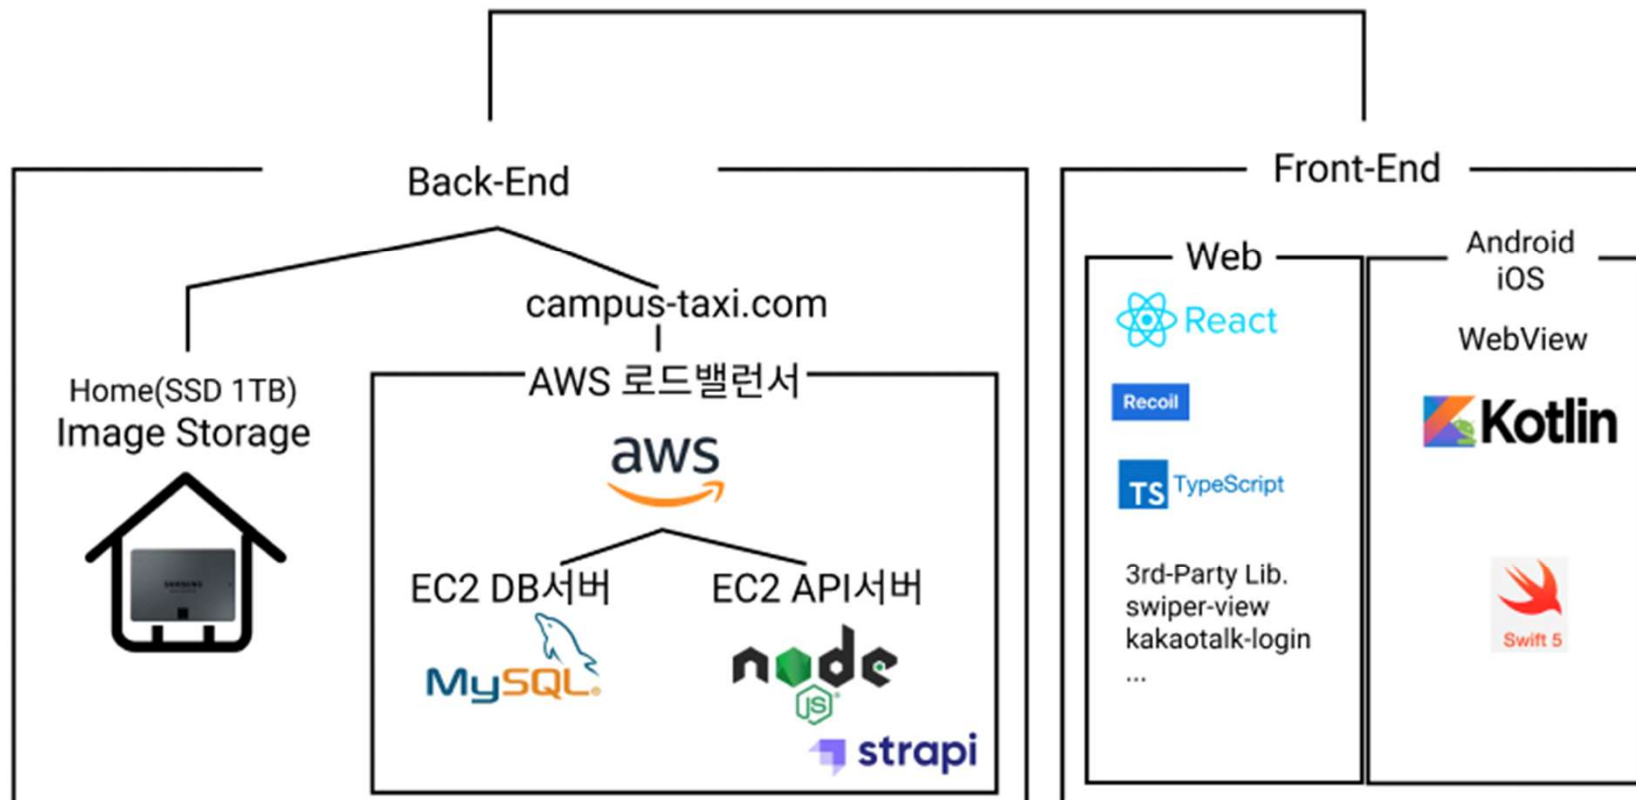 Back-End
Front-End
campus-taxi.com
Home(SSD 1TB)
Image Storage
AWS 로드밸런서
aws
EC2 DB서버
MySQL®
EC2 API서버
node
JS
strapi
Web
React
Recoil
TS TypeScript
3rd-Party Lib.
swiper-view
kakaotalk-login
...
Android
iOS
WebView
Kotlin
Swift 5
SAMSUNG